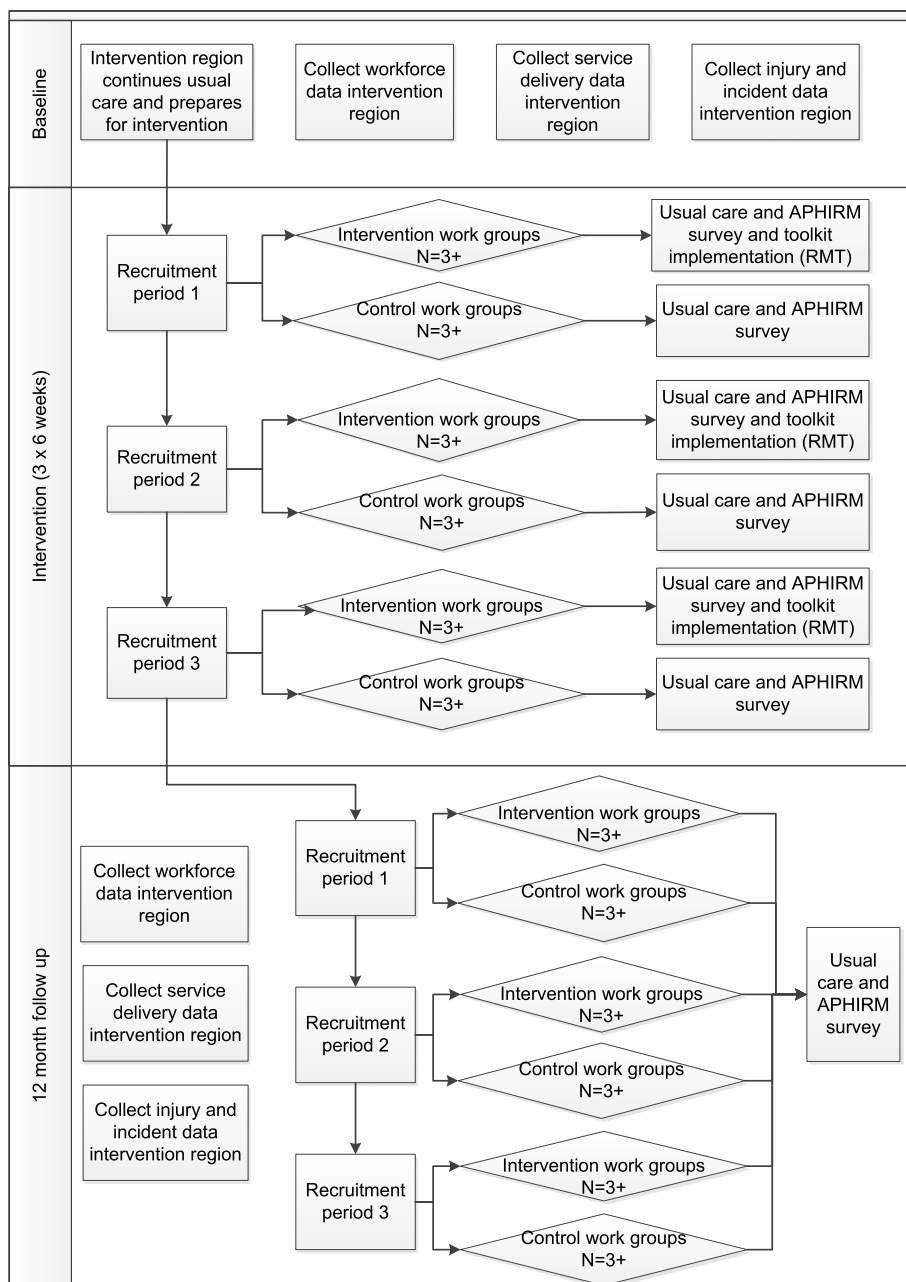 Baseline
Intervention region
continues usual
care and prepares
for intervention
Collect workforce
data intervention
region
Collect service
delivery data
intervention
region
Collect injury and
incident data
intervention region
Intervention (3 x 6 weeks)
Recruitment
period 1
Intervention work groups
N=3+
Usual care and APHIRM
survey and toolkit
implementation (RMT)
Control work groups
N=3+
Usual care and APHIRM
survey
Recruitment
period 2
Intervention work groups
N=3+
Usual care and APHIRM
survey and toolkit
implementation (RMT)
Control work groups
N=3+
Usual care and APHIRM
survey
Recruitment
period 3
Intervention work groups
N=3+
Usual care and APHIRM
survey and toolkit
implementation (RMT)
Control work groups
N=3+
Usual care and APHIRM
survey
12 month follow up
Collect workforce
data intervention
region
Collect service
delivery data
intervention region
Collect injury and
incident data
intervention region
Recruitment
period 1
Intervention work groups
N=3+
Control work groups
N=3+
Recruitment
period 2
Intervention work groups
N=3+
Control work groups
N=3+
Recruitment
period 3
Intervention work groups
N=3+
Control work groups
N=3+
Usual
care and
APHIRM
survey